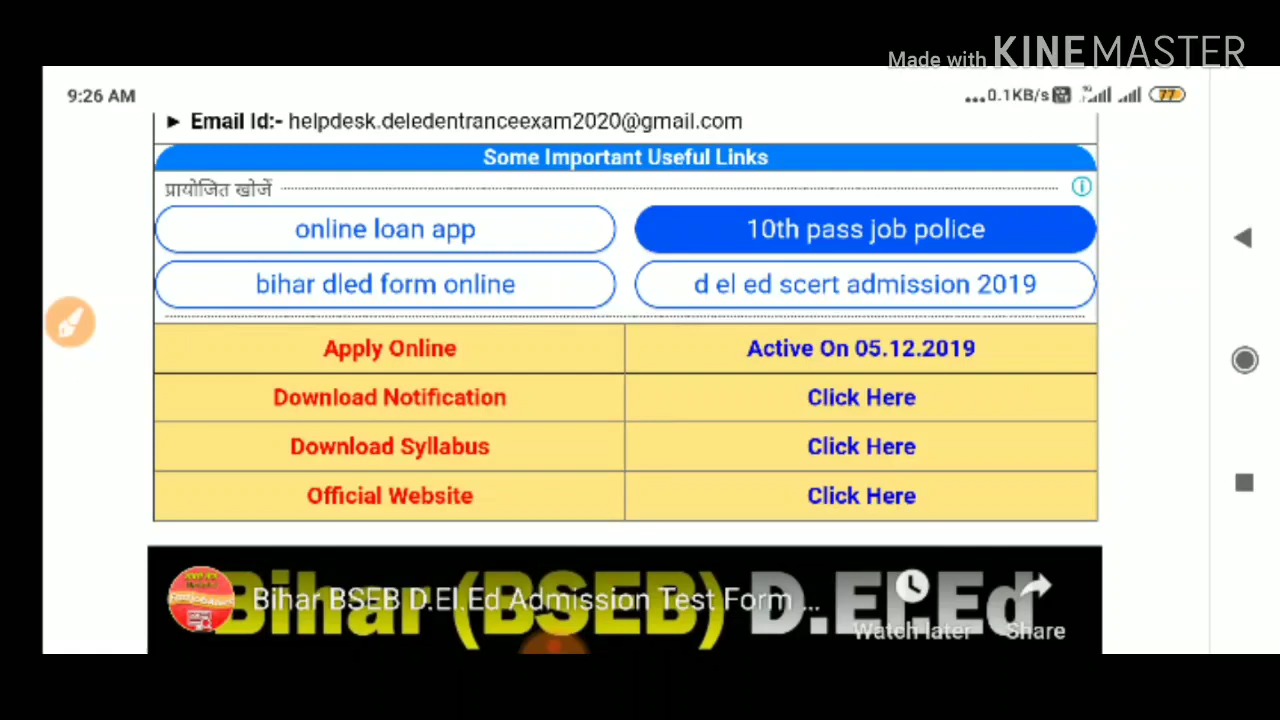 Made with KINEMASTER
9:26 AM
...0.1KB/s
77
► Email Id:- helpdesk.deledentranceexam2020@gmail.com
Some Important Useful Links
प्रायोजित खोजें
online loan app
10th pass job police
bihar dled form online
d el ed scert admission 2019
Apply Online
Active On 05.12.2019
Download Notification
Click Here
Download Syllabus
Click Here
Official Website
Click Here
Bihar BSEB D.El.Ed Admission Test Form ...
Bihar (BSEB) D.El.Ed
Watch later
Share